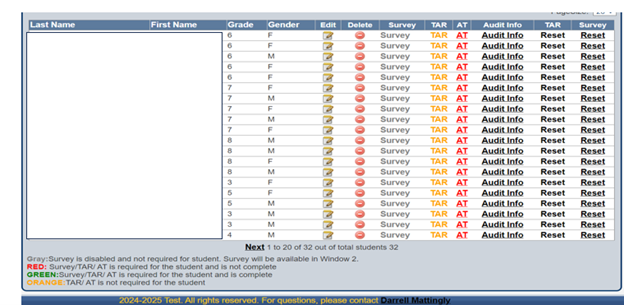 Last Name First Name Grade Gender Edit Delete Survey TAR AT Audit Info TAR Survey
6 F Survey TAR AT Audit Info Reset Reset
6 F Survey TAR AT Audit Info Reset Reset
6 M Survey TAR AT Audit Info Reset Reset
6 F Survey TAR AT Audit Info Reset Reset
6 F Survey TAR AT Audit Info Reset Reset
7 F Survey TAR AT Audit Info Reset Reset
7 M Survey TAR AT Audit Info Reset Reset
7 F Survey TAR AT Audit Info Reset Reset
7 M Survey TAR AT Audit Info Reset Reset
7 F Survey TAR AT Audit Info Reset Reset
8 M Survey TAR AT Audit Info Reset Reset
8 M Survey TAR AT Audit Info Reset Reset
8 F Survey TAR AT Audit Info Reset Reset
8 M Survey TAR AT Audit Info Reset Reset
3 F Survey TAR AT Audit Info Reset Reset
5 F Survey TAR AT Audit Info Reset Reset
5 M Survey TAR AT Audit Info Reset Reset
3 M Survey TAR AT Audit Info Reset Reset
3 M Survey TAR AT Audit Info Reset Reset
4 M Survey TAR AT Audit Info Reset Reset
Next 1 to 20 of 32 out of total students 32
Gray:Survey is disabled and not required for student. Survey will be available in Window 2.
RED: Survey/TAR/ AT is required for the student and is not complete
GREEN:Survey/TAR/ AT is required for the student and is complete
ORANGE:TAR/ AT is not required for the student
2024-2025 Test. All rights reserved. For questions, please contact Darrell Mattingly